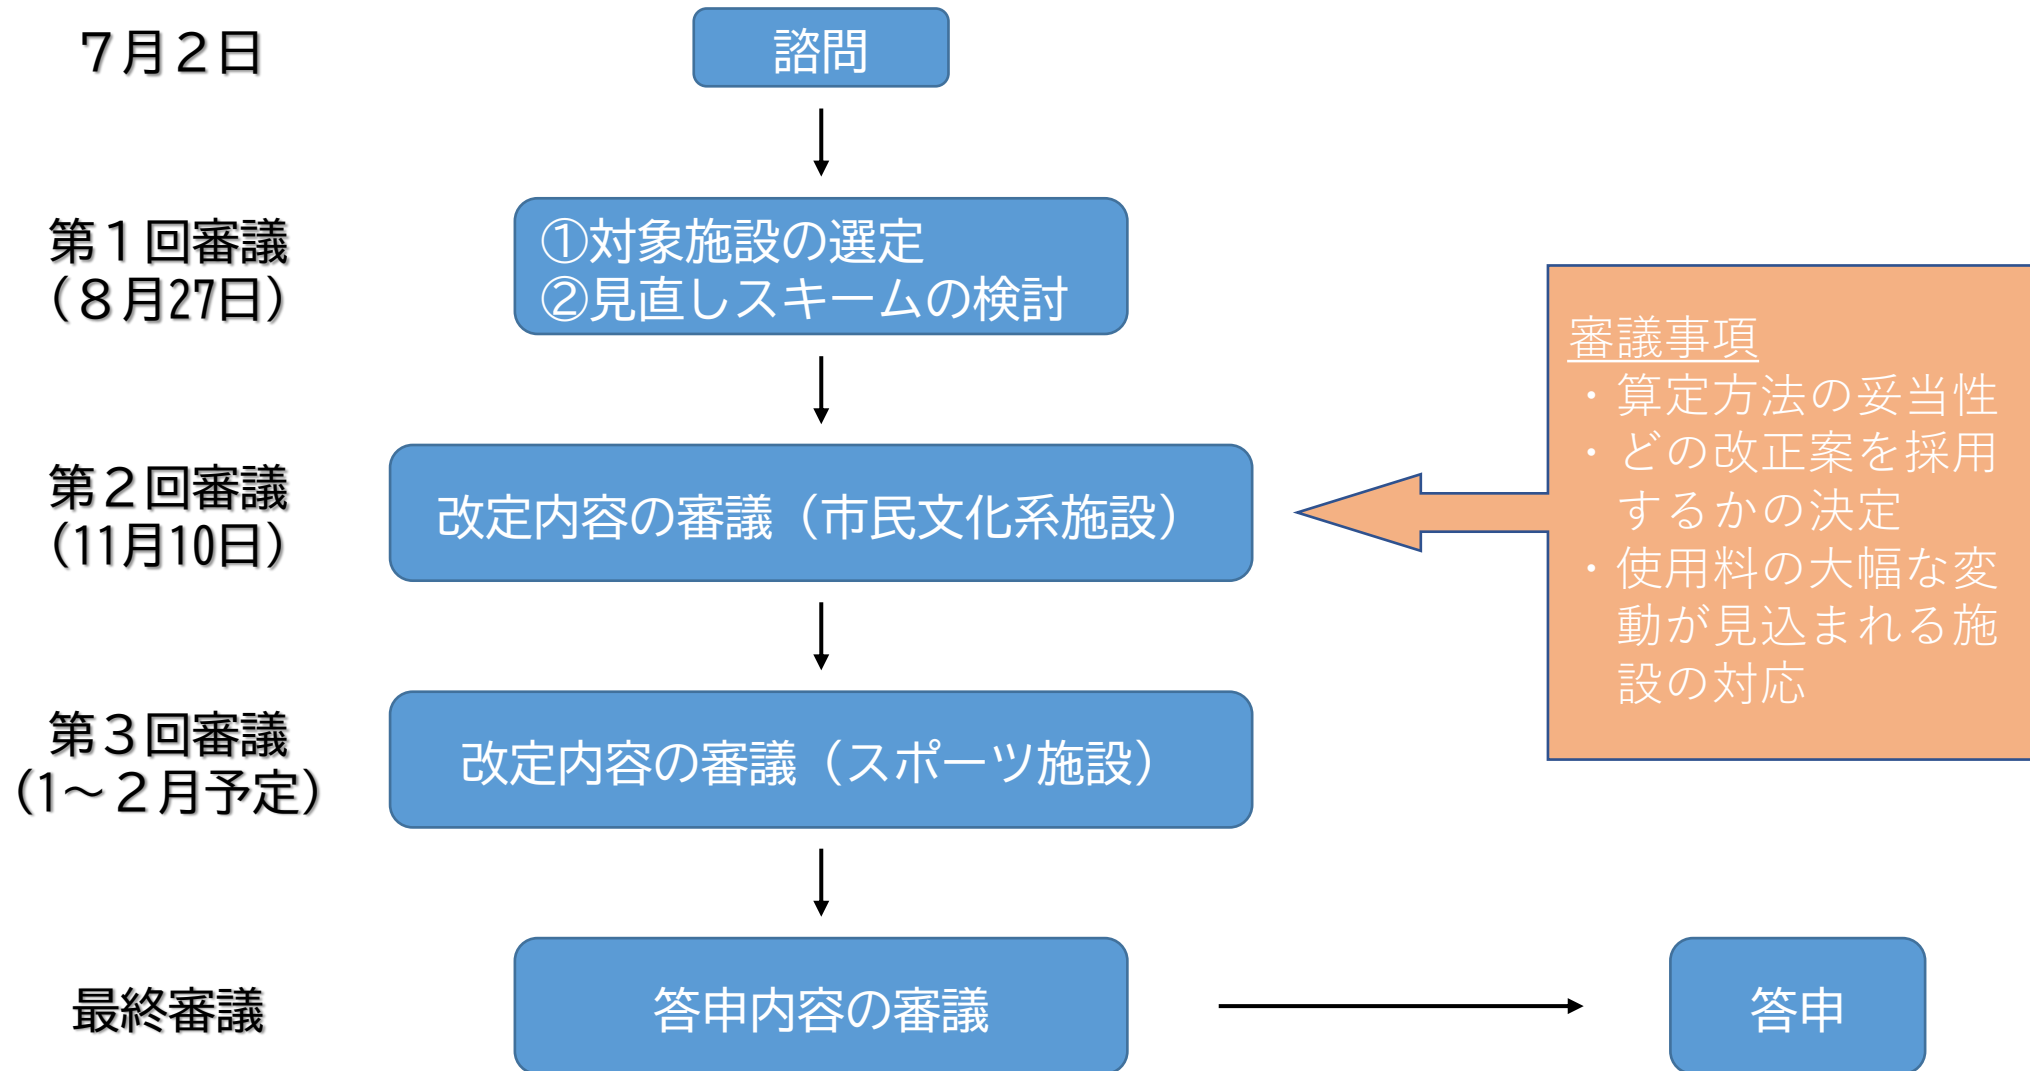 ７月２日
諮問
第１回審議
（８月27日）
①対象施設の選定
②見直しスキームの検討
第２回審議
（11月10日）
改定内容の審議（市民文化系施設）
審議事項
・算定方法の妥当性
・どの改正案を採用
するかの決定
・使用料の大幅な変
動が見込まれる施
設の対応
第３回審議
（1～２月予定）
改定内容の審議（スポーツ施設）
最終審議
答申内容の審議
答申